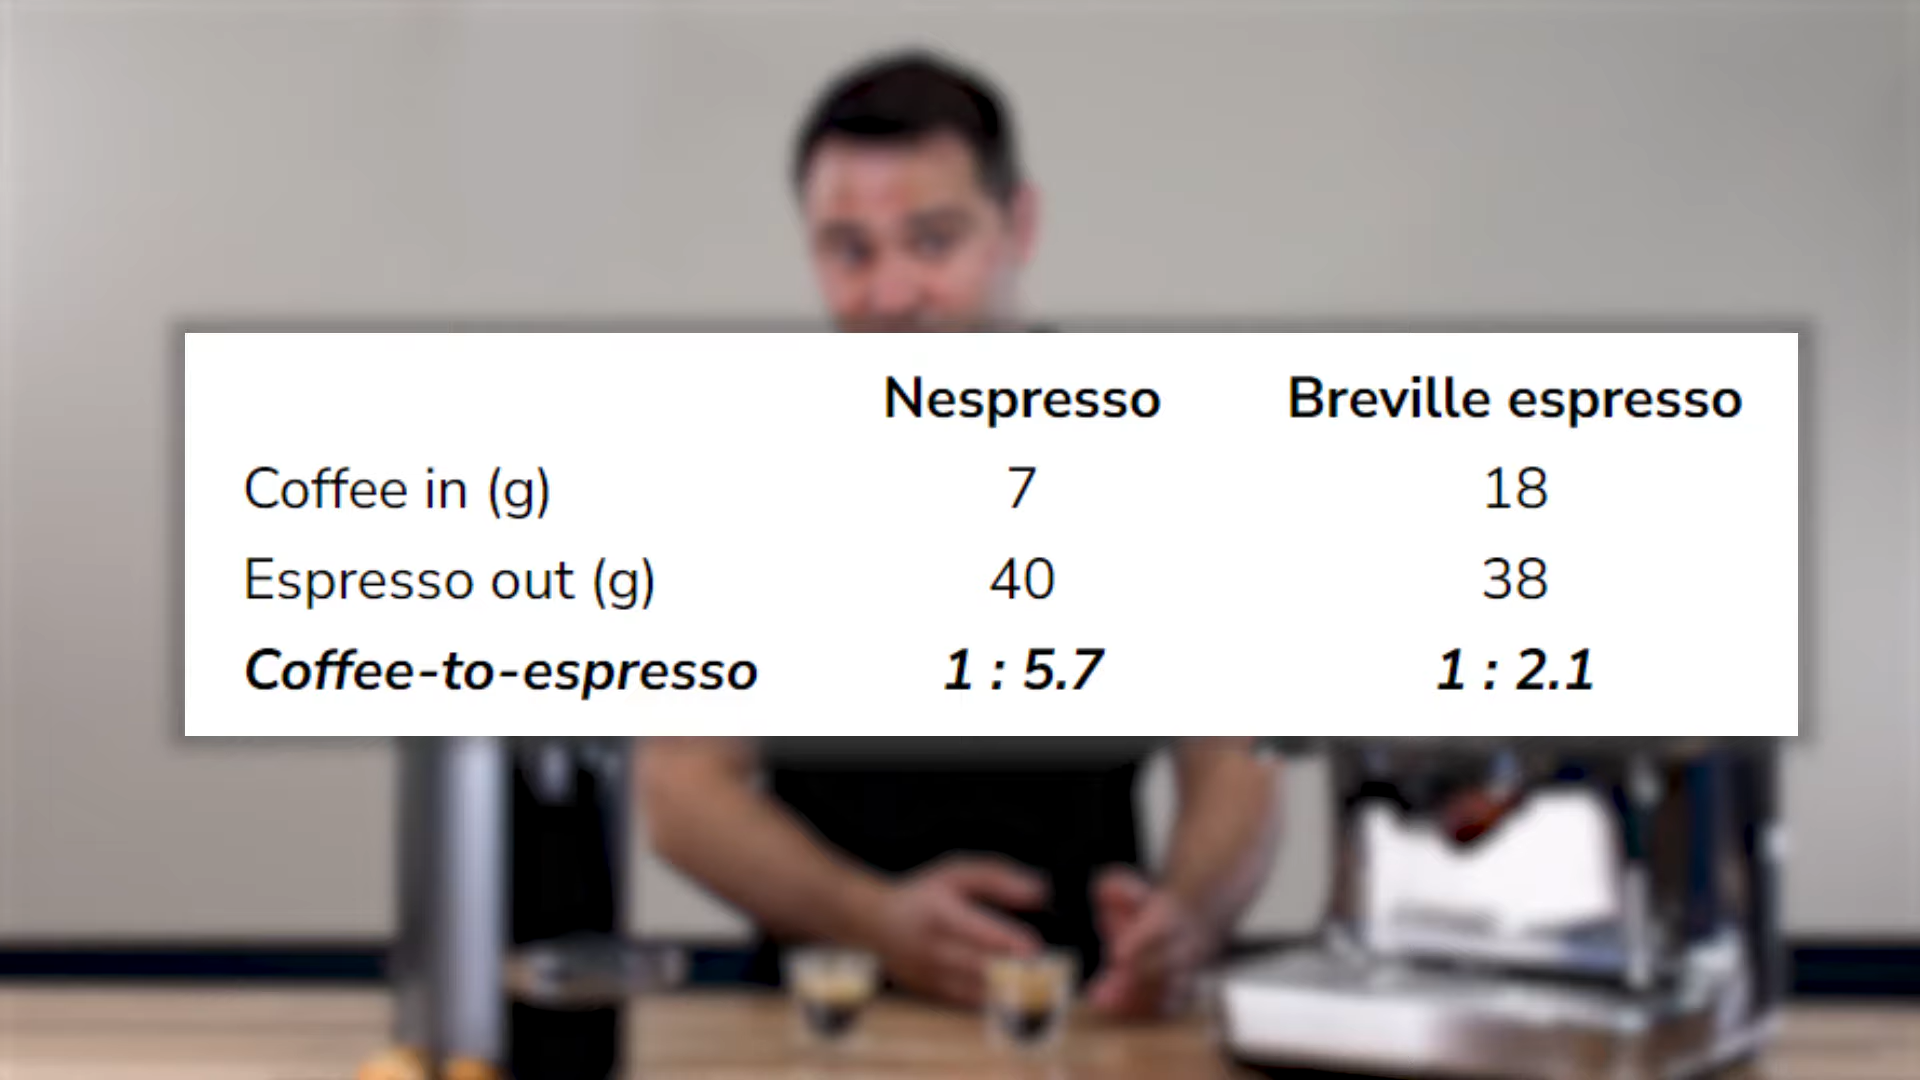 Nespresso Breville espresso
Coffee in (g) 7 18
Espresso out (g) 40 38
Coffee-to-espresso 1 : 5.7 1 : 2.1